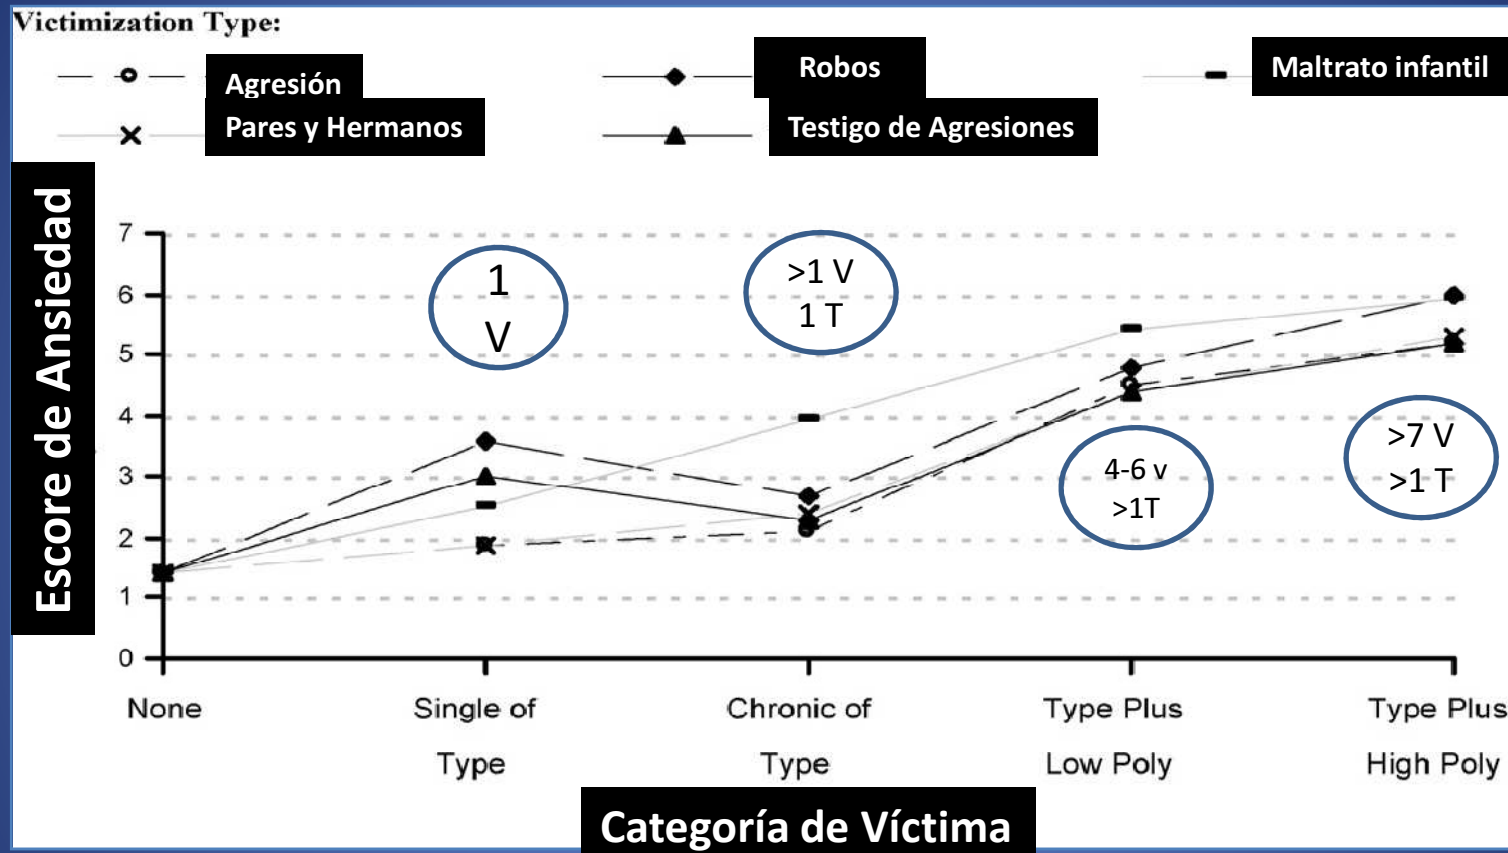 Victimization Type:
Agresión
Robos
Maltrato infantil
Pares y Hermanos
Testigo de Agresiones
Escore de Ansiedad
7
6
5
4
3
2
1
0
1
V
>1 V
1 T
4-6 v
>1T
>7 V
>1 T
None
Single of
Type
Chronic of
Type
Type Plus
Low Poly
Type Plus
High Poly
Categoría de Víctima